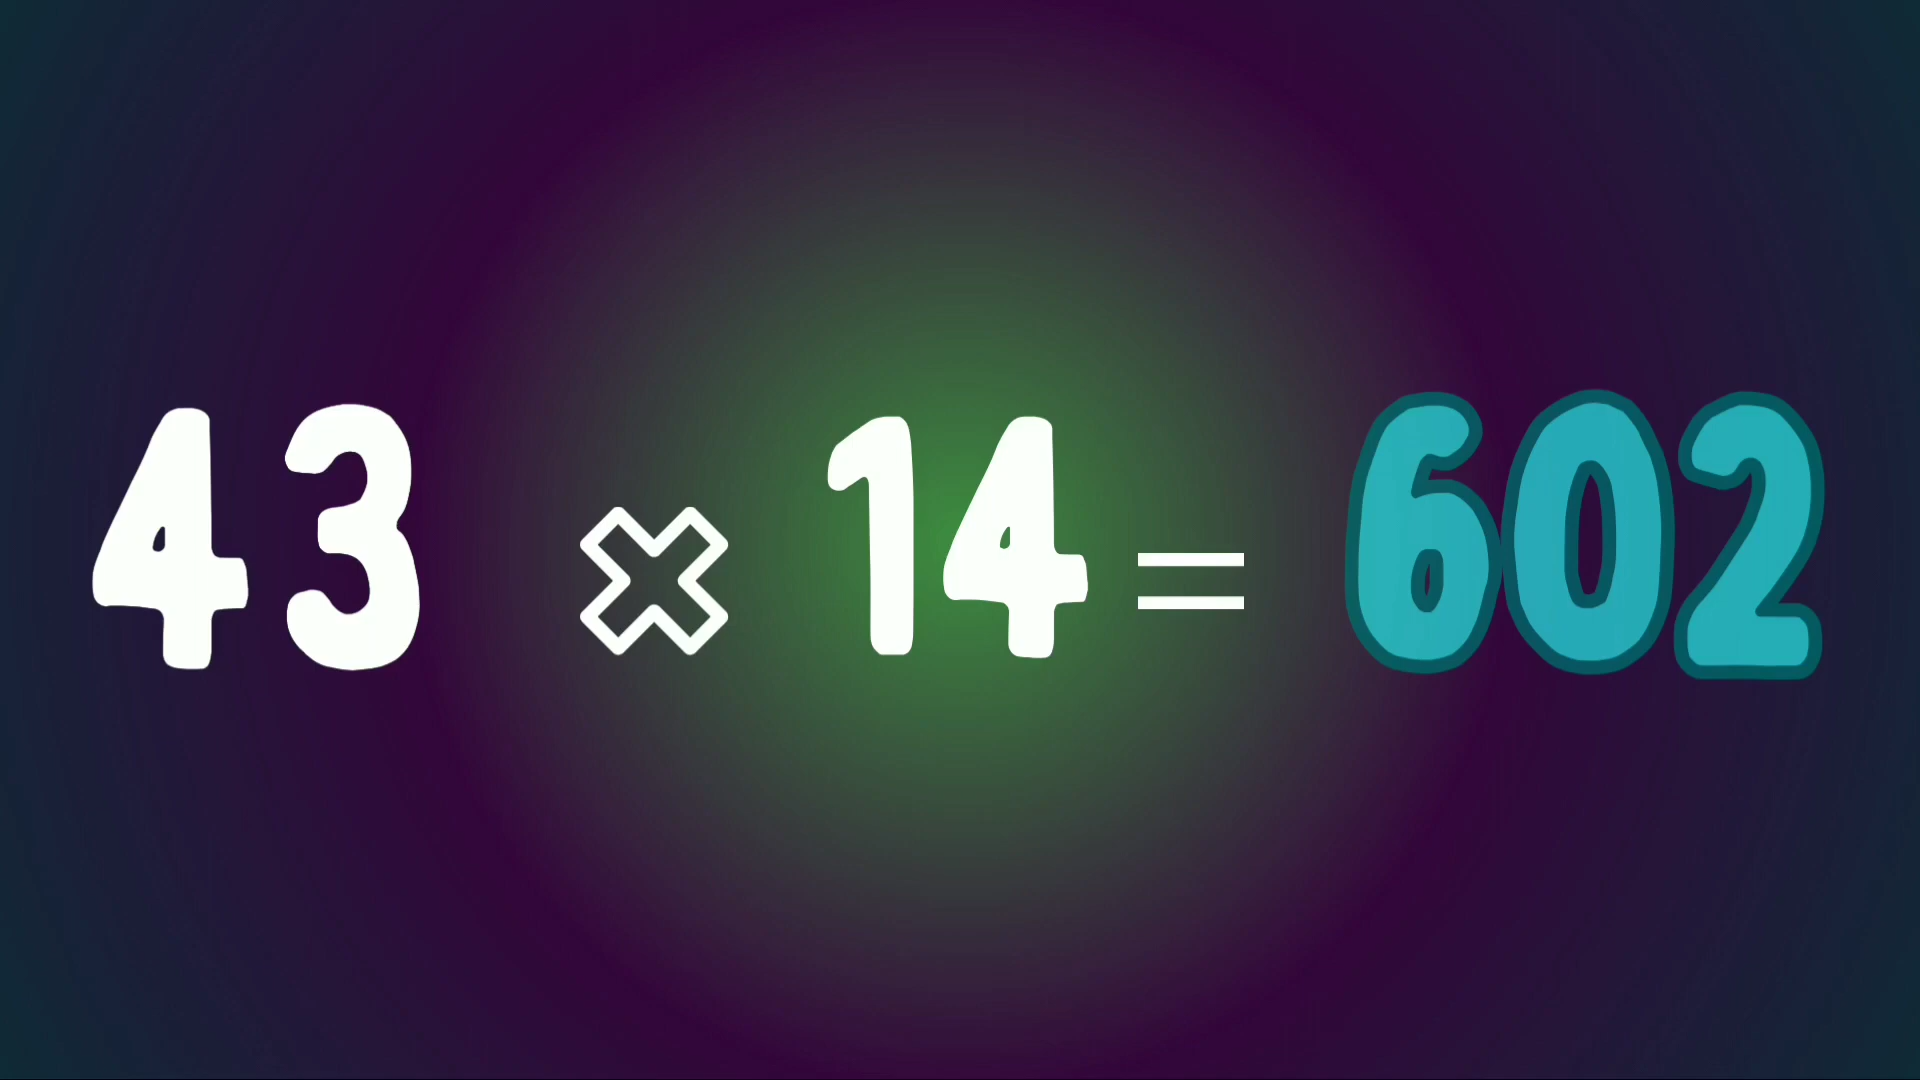 43 × 14 = 602